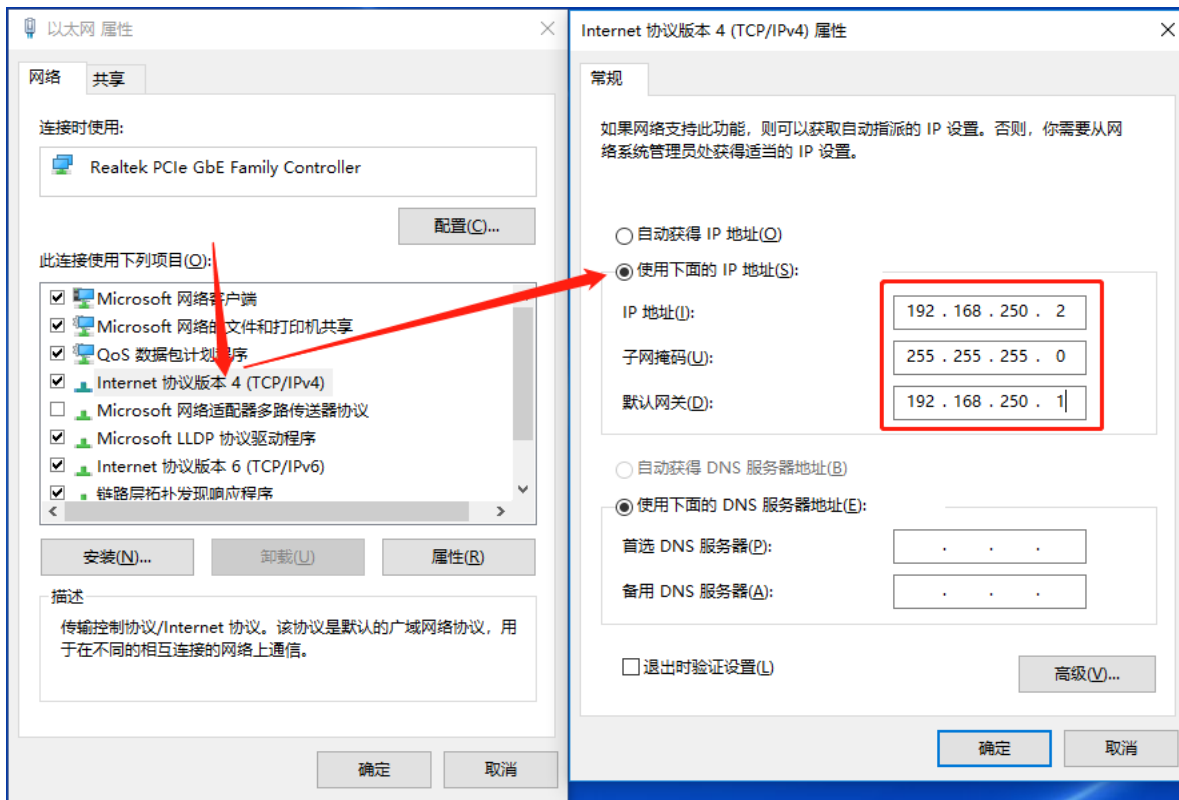 以太网 属性
网络
共享
连接时使用:
Realtek PCIe GbE Family Controller
配置(C)...
此连接使用下列项目(O):
Microsoft 网络客户端
Microsoft 网络的文件和打印机共享
QoS 数据包计划程序
Internet 协议版本 4 (TCP/IPv4)
Microsoft 网络适配器多路传送器协议
Microsoft LLDP 协议驱动程序
Internet 协议版本 6 (TCP/IPv6)
链路层拓扑发现响应程序
安装(N)...
卸载(U)
属性(R)
描述
传输控制协议/Internet 协议。该协议是默认的广域网络协议，用
于在不同的相互连接的网络上通信。
确定
取消
Internet 协议版本 4 (TCP/IPv4) 属性
常规
如果网络支持此功能，则可以获取自动指派的 IP 设置。否则，你需要从网
络系统管理员处获得适当的 IP 设置。
自动获得 IP 地址(O)
使用下面的 IP 地址(S):
IP 地址(I):
192 . 168 . 250 . 2
子网掩码(U):
255 . 255 . 255 . 0
默认网关(D):
192 . 168 . 250 . 1
自动获得 DNS 服务器地址(B)
使用下面的 DNS 服务器地址(E):
首选 DNS 服务器(P):
. . .
备用 DNS 服务器(A):
. . .
退出时验证设置(L)
高级(V)...
确定
取消